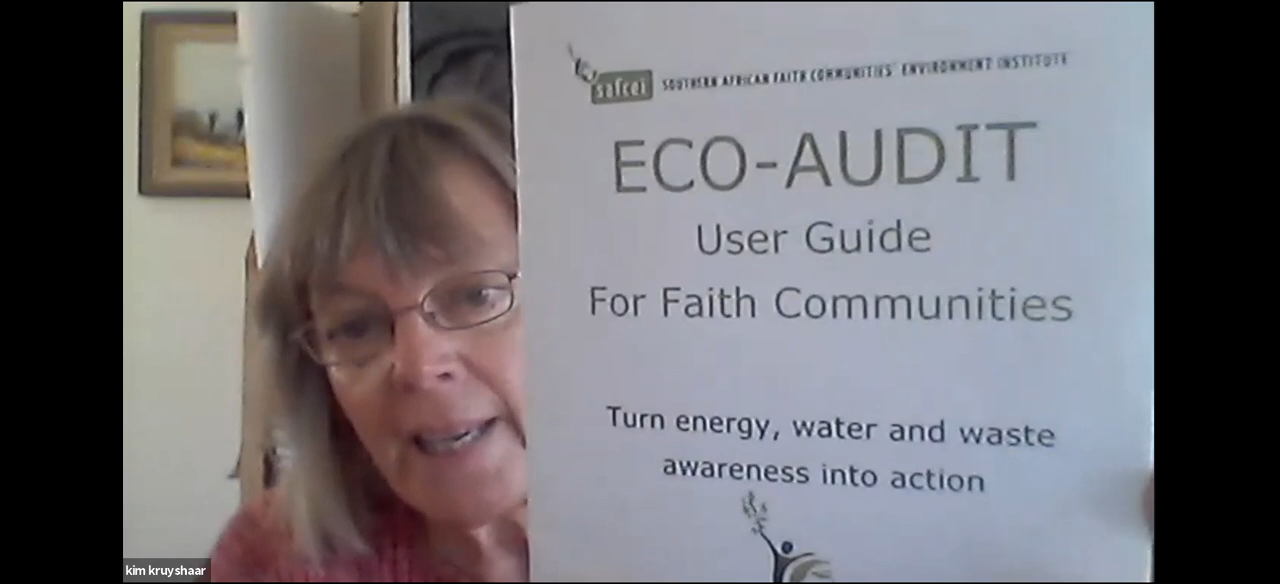 safcei SOUTHERN AFRICAN FAITH COMMUNITIES' ENVIRONMENT INSTITUTE
ECO-AUDIT
User Guide
For Faith Communities
Turn energy, water and waste
awareness into action
kim kruyshaar